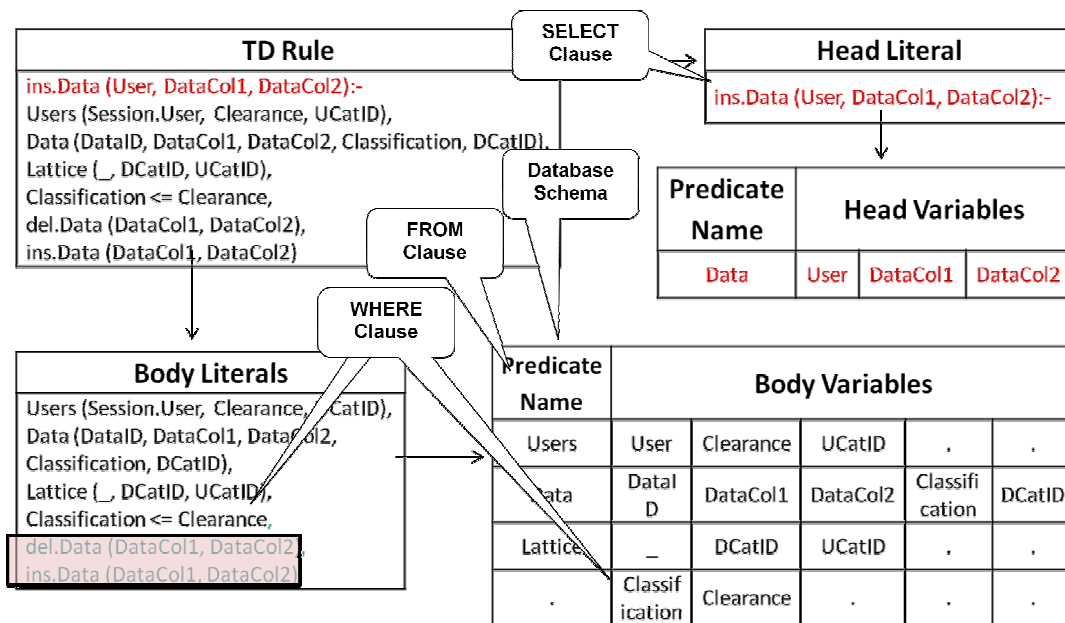 SELECT
Clause
TD Rule
ins.Data (User, DataCol1, DataCol2):-
Users (Session.User, Clearance, UCatID),
Data (DataID, DataCol1, DataCol2, Classification, DCatID),
Lattice (_, DCatID, UCatID),
Classification <= Clearance,
del.Data (DataCol1, DataCol2),
ins.Data (DataCol1, DataCol2)
Head Literal
ins.Data (User, DataCol1, DataCol2):-
Database
Schema
FROM
Clause
WHERE
Clause
Predicate
Name
Head Variables
Data User DataCol1 DataCol2
Body Literals
Users (Session.User, Clearance, UCatID),
Data (DataID, DataCol1, DataCol2,
Classification, DCatID),
Lattice (_, DCatID, UCatID),
Classification <= Clearance,
del.Data (DataCol1, DataCol2),
ins.Data (DataCol1, DataCol2)
Predicate
Name
Body Variables
Users User Clearance UCatID . .
Data DataI
D DataCol1 DataCol2 Classifi
cation DCatID
Lattice _ DCatID UCatID . .
. Classif
ication Clearance . . .